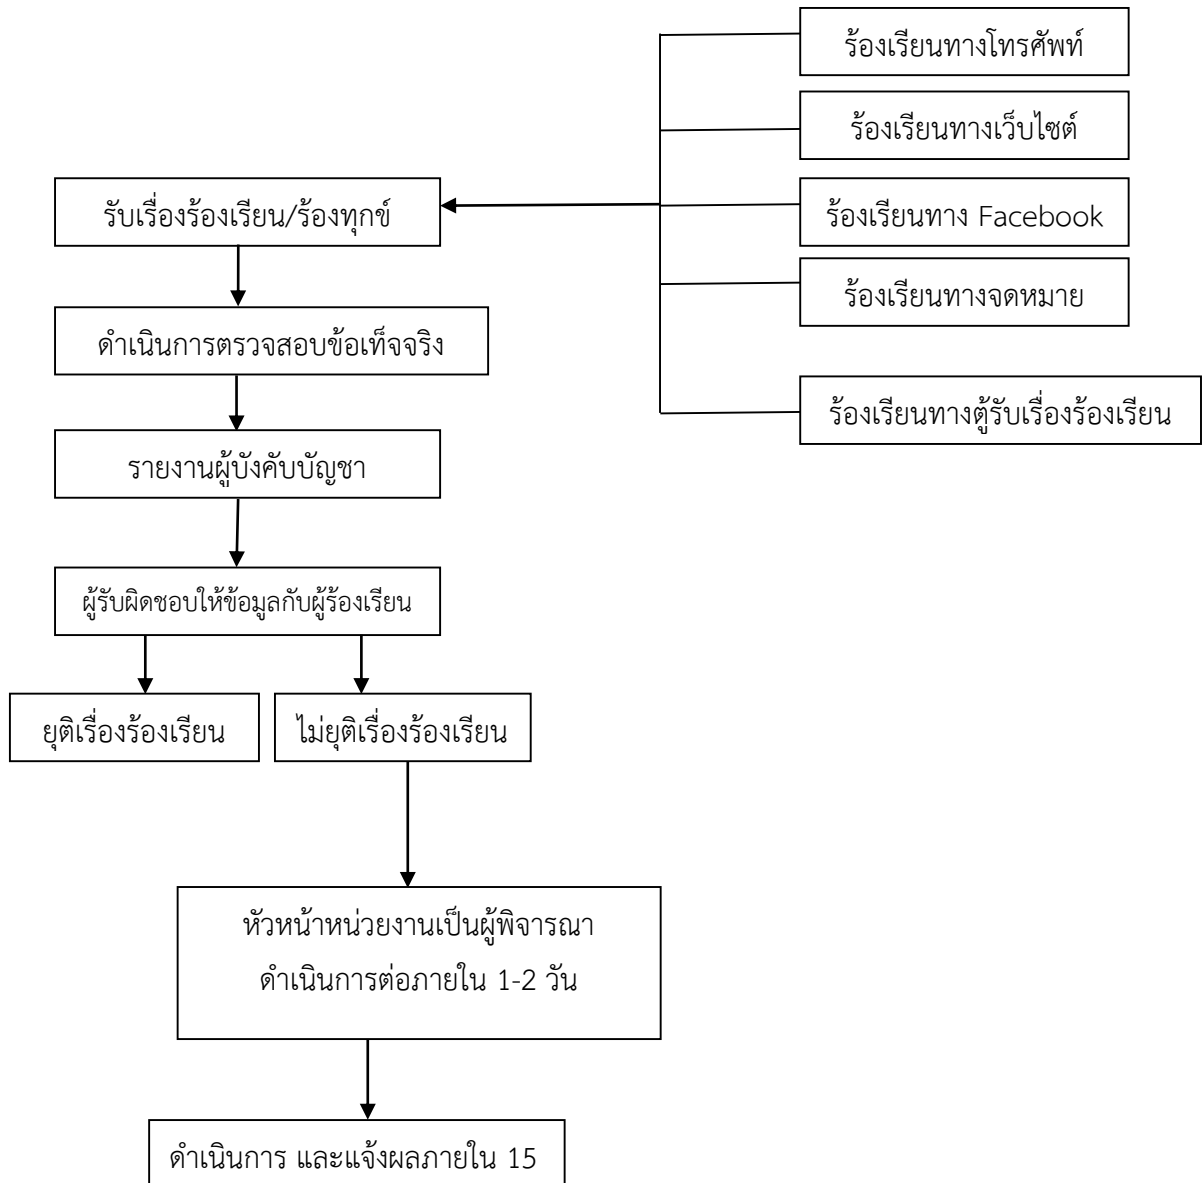 ร้องเรียนทางโทรศัพท์
ร้องเรียนทางเว็บไซต์
รับเรื่องร้องเรียน/ร้องทุกข์
ร้องเรียนทาง Facebook
ร้องเรียนทางจดหมาย
ดำเนินการตรวจสอบข้อเท็จจริง
ร้องเรียนทางตู้รับเรื่องร้องเรียน
รายงานผู้บังคับบัญชา
ผู้รับผิดชอบให้ข้อมูลกับผู้ร้องเรียน
ยุติเรื่องร้องเรียน
ไม่ยุติเรื่องร้องเรียน
หัวหน้าหน่วยงานเป็นผู้พิจารณา
ดำเนินการต่อภายใน 1-2 วัน
ดำเนินการ และแจ้งผลภายใน 15